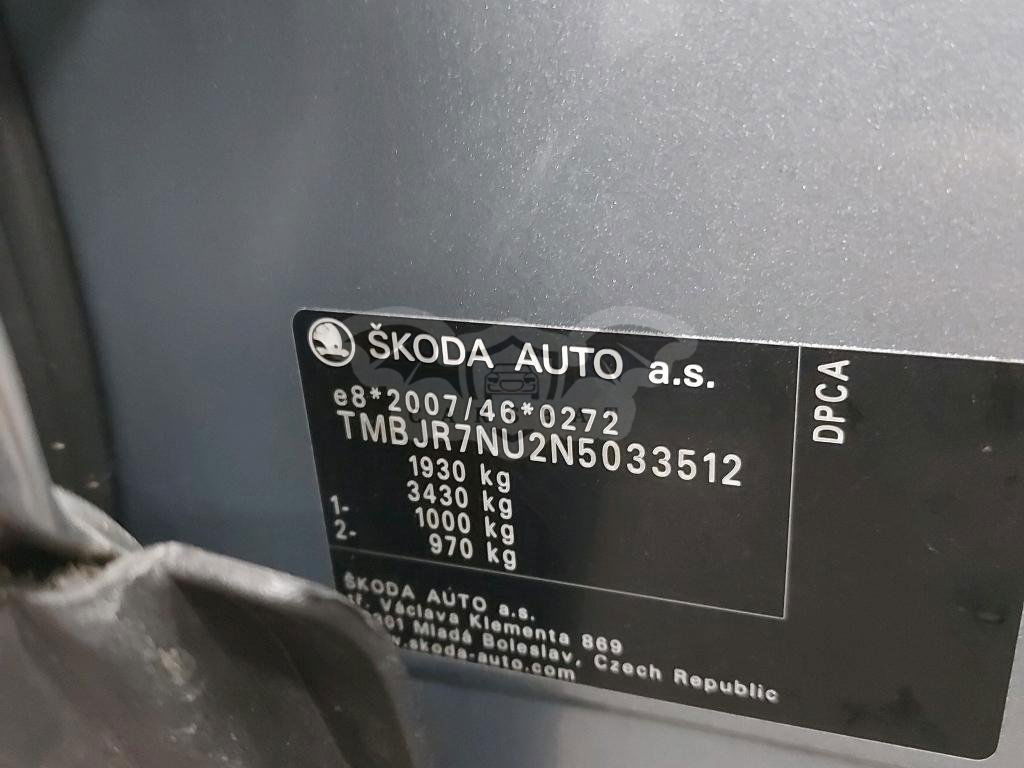 ŠKODA AUTO a.s.
e8*2007/46*0272
TMBJR7NU2N5033512
1930 kg
3430 kg
1- 1000 kg
2- 970 kg
DPCA
ŠKODA AUTO a.s.
Václava Klementa 869
Mladá Boleslav, Czech Republic
skoda-auto.com